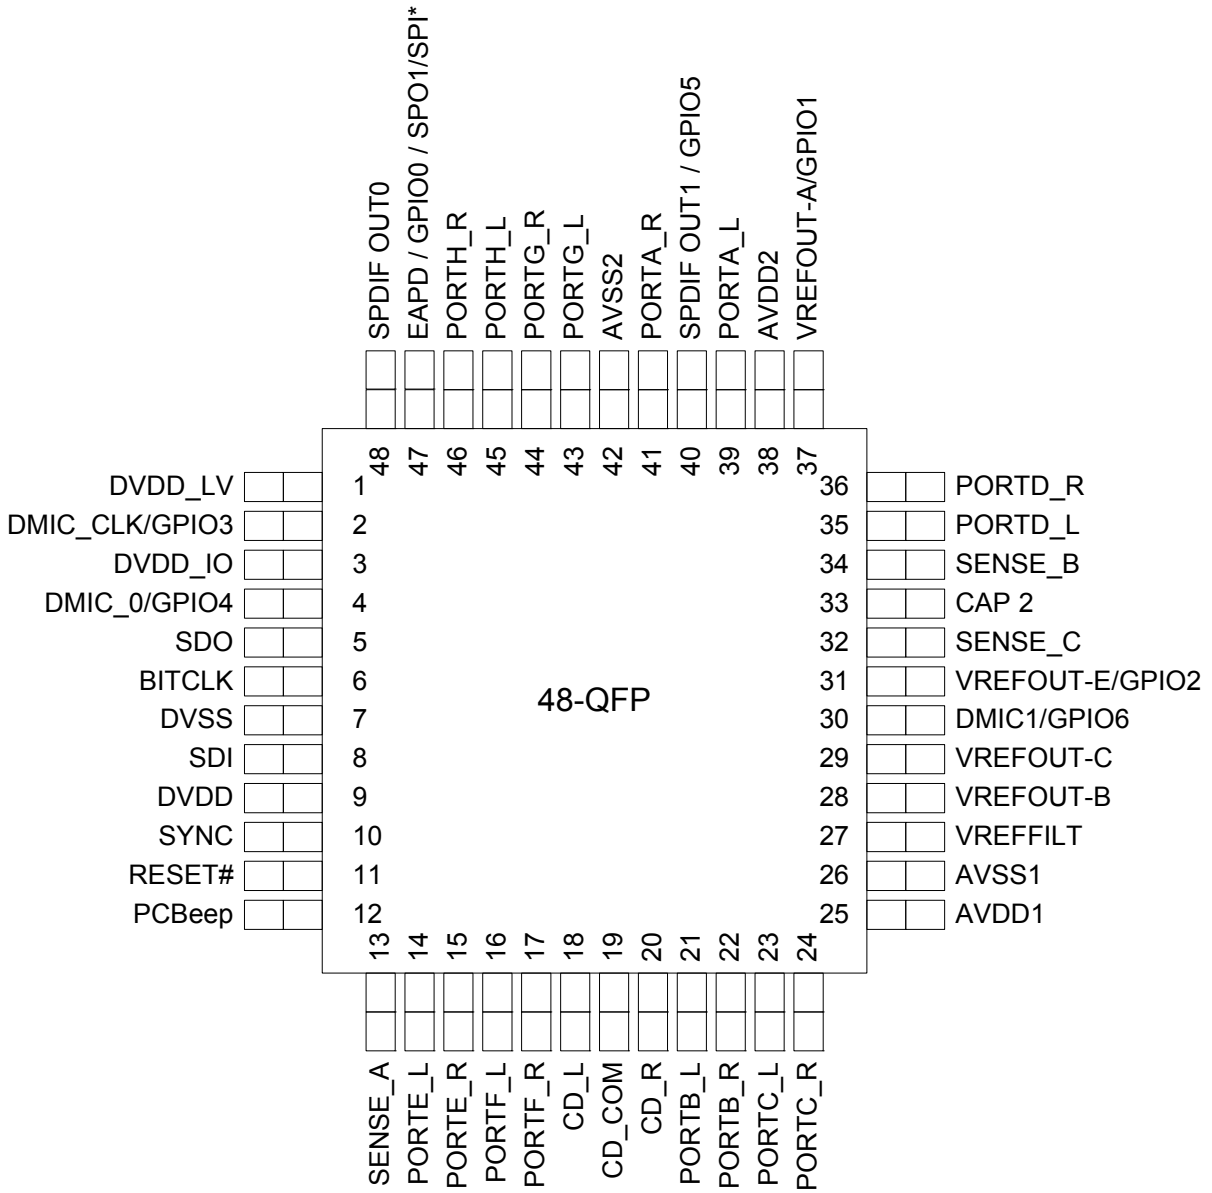 SPDIF OUT0
EAPD / GPIO0 / SPO1/SPI*
PORTH_R
PORTH_L
PORTG_R
PORTG_L
AVSS2
PORTA_R
SPDIF OUT1 / GPIO5
PORTA_L
AVDD2
VREFOUT-A/GPIO1
48
47
46
45
44
43
42
41
40
39
38
37
DVDD_LV 1
DMIC_CLK/GPIO3 2
DVDD_IO 3
DMIC_0/GPIO4 4
SDO 5
BITCLK 6
DVSS 7
SDI 8
DVDD 9
SYNC 10
RESET# 11
PCBeep 12
48-QFP
36 PORTD_R
35 PORTD_L
34 SENSE_B
33 CAP 2
32 SENSE_C
31 VREFOUT-E/GPIO2
30 DMIC1/GPIO6
29 VREFOUT-C
28 VREFOUT-B
27 VREFFILT
26 AVSS1
25 AVDD1
13
14
15
16
17
18
19
20
21
22
23
24
SENSE_A
PORTE_L
PORTE_R
PORTF_L
PORTF_R
CD_L
CD_COM
CD_R
PORTB_L
PORTB_R
PORTC_L
PORTC_R